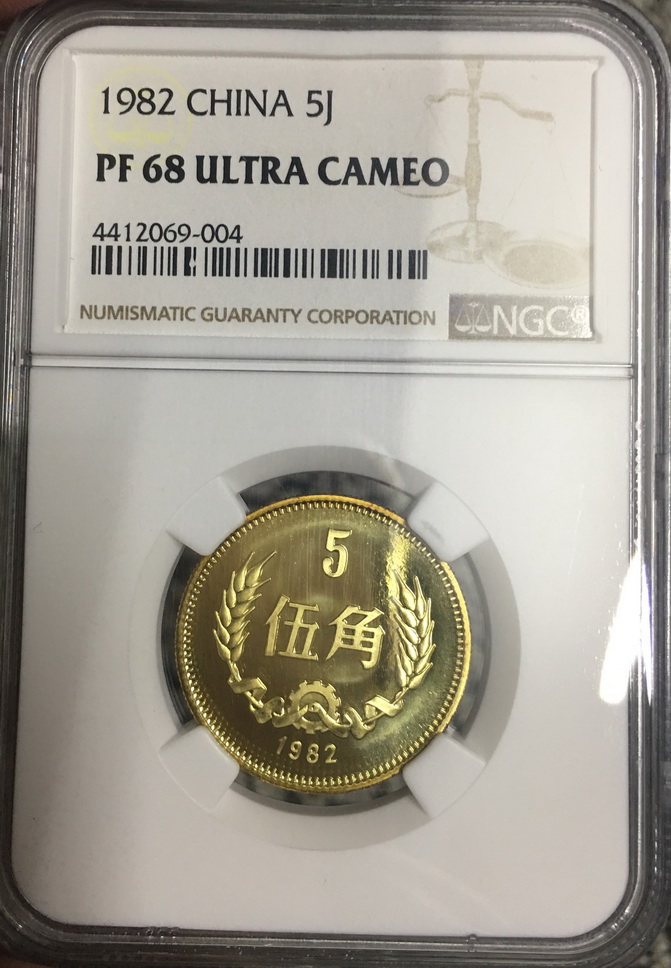 1982 CHINA 5J
PF 68 ULTRA CAMEO
4412069-004
NUMISMATIC GUARANTY CORPORATION
NGC®
5
伍角
1982